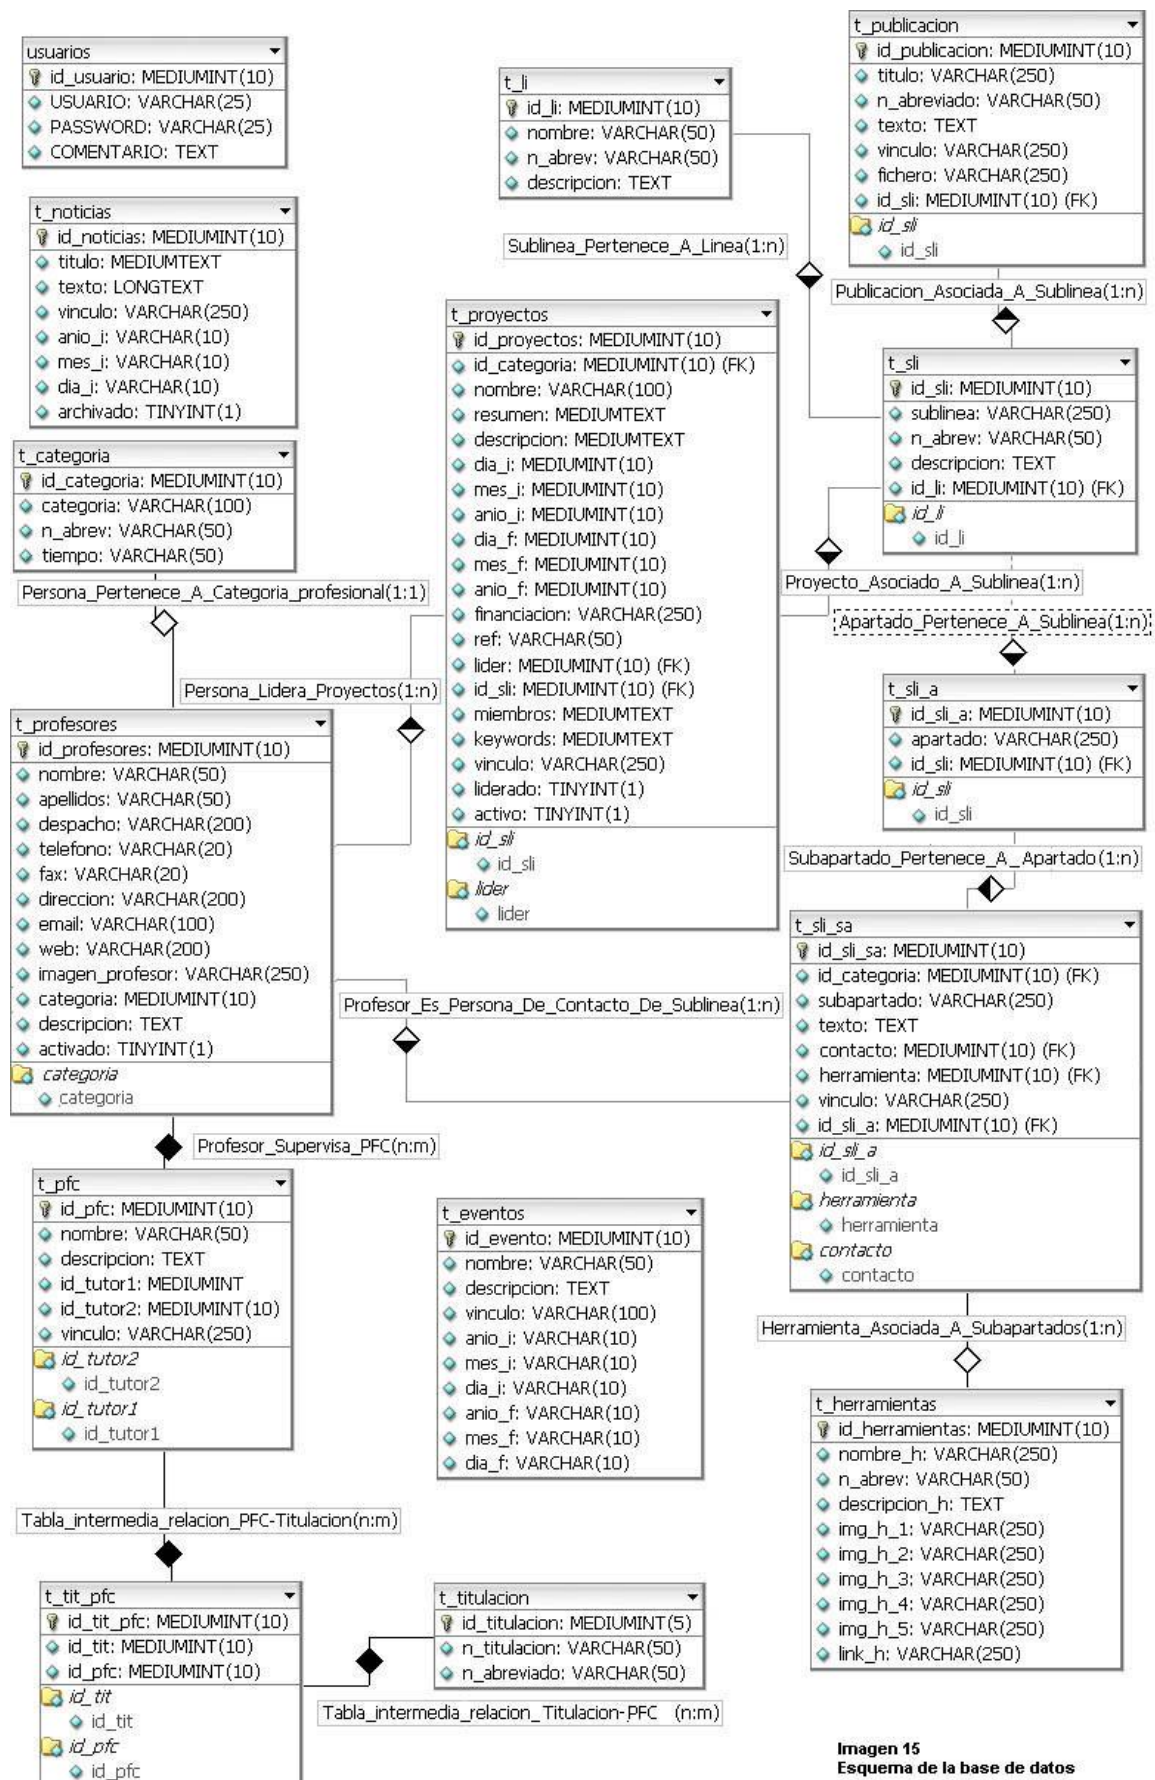 usuarios
id_usuario: MEDIUMINT(10)
USUARIO: VARCHAR(25)
PASSWORD: VARCHAR(25)
COMENTARIO: TEXT
t_noticias
id_noticias: MEDIUMINT(10)
titulo: MEDIUMTEXT
texto: LONGTEXT
vinculo: VARCHAR(250)
anio_i: VARCHAR(10)
mes_i: VARCHAR(10)
dia_i: VARCHAR(10)
archivado: TINYINT(1)
t_categoria
id_categoria: MEDIUMINT(10)
categoria: VARCHAR(100)
n_abrev: VARCHAR(50)
tiempo: VARCHAR(50)
Persona_Pertenece_A_Categoria_profesional(1:1)
Persona_Lidera_Proyectos(1:n)
t_profesores
id_profesores: MEDIUMINT(10)
nombre: VARCHAR(50)
apellidos: VARCHAR(50)
despacho: VARCHAR(200)
telefono: VARCHAR(20)
fax: VARCHAR(20)
direccion: VARCHAR(200)
email: VARCHAR(100)
web: VARCHAR(200)
imagen_profesor: VARCHAR(250)
categoria: MEDIUMINT(10)
descripcion: TEXT
activado: TINYINT(1)
categoria
categoria
Profesor_Supervisa_PFC(n:m)
t_pfc
id_pfc: MEDIUMINT(10)
nombre: VARCHAR(50)
descripcion: TEXT
id_tutor1: MEDIUMINT
id_tutor2: MEDIUMINT(10)
vinculo: VARCHAR(250)
id_tutor2
id_tutor2
id_tutor1
id_tutor1
Tabla_intermedia_relacion_PFC-Titulacion(n:m)
t_tit_pfc
id_tit_pfc: MEDIUMINT(10)
id_tit: MEDIUMINT(10)
id_pfc: MEDIUMINT(10)
id_tit
id_tit
id_pfc
id_pfc
t_li
id_li: MEDIUMINT(10)
nombre: VARCHAR(50)
n_abrev: VARCHAR(50)
descripcion: TEXT
Sublinea_Pertenece_A_Linea(1:n)
t_proyectos
id_proyectos: MEDIUMINT(10)
id_categoria: MEDIUMINT(10) (FK)
nombre: VARCHAR(100)
resumen: MEDIUMTEXT
descripcion: MEDIUMTEXT
dia_i: MEDIUMINT(10)
mes_i: MEDIUMINT(10)
anio_i: MEDIUMINT(10)
dia_f: MEDIUMINT(10)
mes_f: MEDIUMINT(10)
anio_f: MEDIUMINT(10)
financiacion: VARCHAR(250)
ref: VARCHAR(50)
lider: MEDIUMINT(10) (FK)
id_sli: MEDIUMINT(10) (FK)
miembros: MEDIUMTEXT
keywords: MEDIUMTEXT
vinculo: VARCHAR(250)
liderado: TINYINT(1)
activo: TINYINT(1)
id_sli
id_sli
lider
lider
Profesor_Es_Persona_De_Contacto_De_Sublinea(1:n)
t_eventos
id_evento: MEDIUMINT(10)
nombre: VARCHAR(50)
descripcion: TEXT
vinculo: VARCHAR(100)
anio_i: VARCHAR(10)
mes_i: VARCHAR(10)
dia_i: VARCHAR(10)
anio_f: VARCHAR(10)
mes_f: VARCHAR(10)
dia_f: VARCHAR(10)
t_titulacion
id_titulacion: MEDIUMINT(5)
n_titulacion: VARCHAR(50)
n_abreviado: VARCHAR(50)
Tabla_intermedia_relacion_Titulacion-PFC (n:m)
t_publicacion
id_publicacion: MEDIUMINT(10)
titulo: VARCHAR(250)
n_abreviado: VARCHAR(50)
texto: TEXT
vinculo: VARCHAR(250)
fichero: VARCHAR(250)
id_sli: MEDIUMINT(10) (FK)
id_sli
id_sli
Publicacion_Asociada_A_Sublinea(1:n)
t_sli
id_sli: MEDIUMINT(10)
sublinea: VARCHAR(250)
n_abrev: VARCHAR(50)
descripcion: TEXT
id_li: MEDIUMINT(10) (FK)
id_li
id_li
Proyecto_Asociado_A_Sublinea(1:n)
Apartado_Pertenece_A_Sublinea(1:n)
t_sli_a
id_sli_a: MEDIUMINT(10)
apartado: VARCHAR(250)
id_sli: MEDIUMINT(10) (FK)
id_sli
id_sli
Subapartado_Pertenece_A_Apartado(1:n)
t_sli_sa
id_sli_sa: MEDIUMINT(10)
id_categoria: MEDIUMINT(10) (FK)
subapartado: VARCHAR(250)
texto: TEXT
contacto: MEDIUMINT(10) (FK)
herramienta: MEDIUMINT(10) (FK)
vinculo: VARCHAR(250)
id_sli_a: MEDIUMINT(10) (FK)
id_sli_a
id_sli_a
herramienta
herramienta
contacto
contacto
Herramienta_Asociada_A_Subapartados(1:n)
t_herramientas
id_herramientas: MEDIUMINT(10)
nombre_h: VARCHAR(250)
n_abrev: VARCHAR(50)
descripcion_h: TEXT
img_h_1: VARCHAR(250)
img_h_2: VARCHAR(250)
img_h_3: VARCHAR(250)
img_h_4: VARCHAR(250)
img_h_5: VARCHAR(250)
link_h: VARCHAR(250)
Imagen 15
Esquema de la base de datos